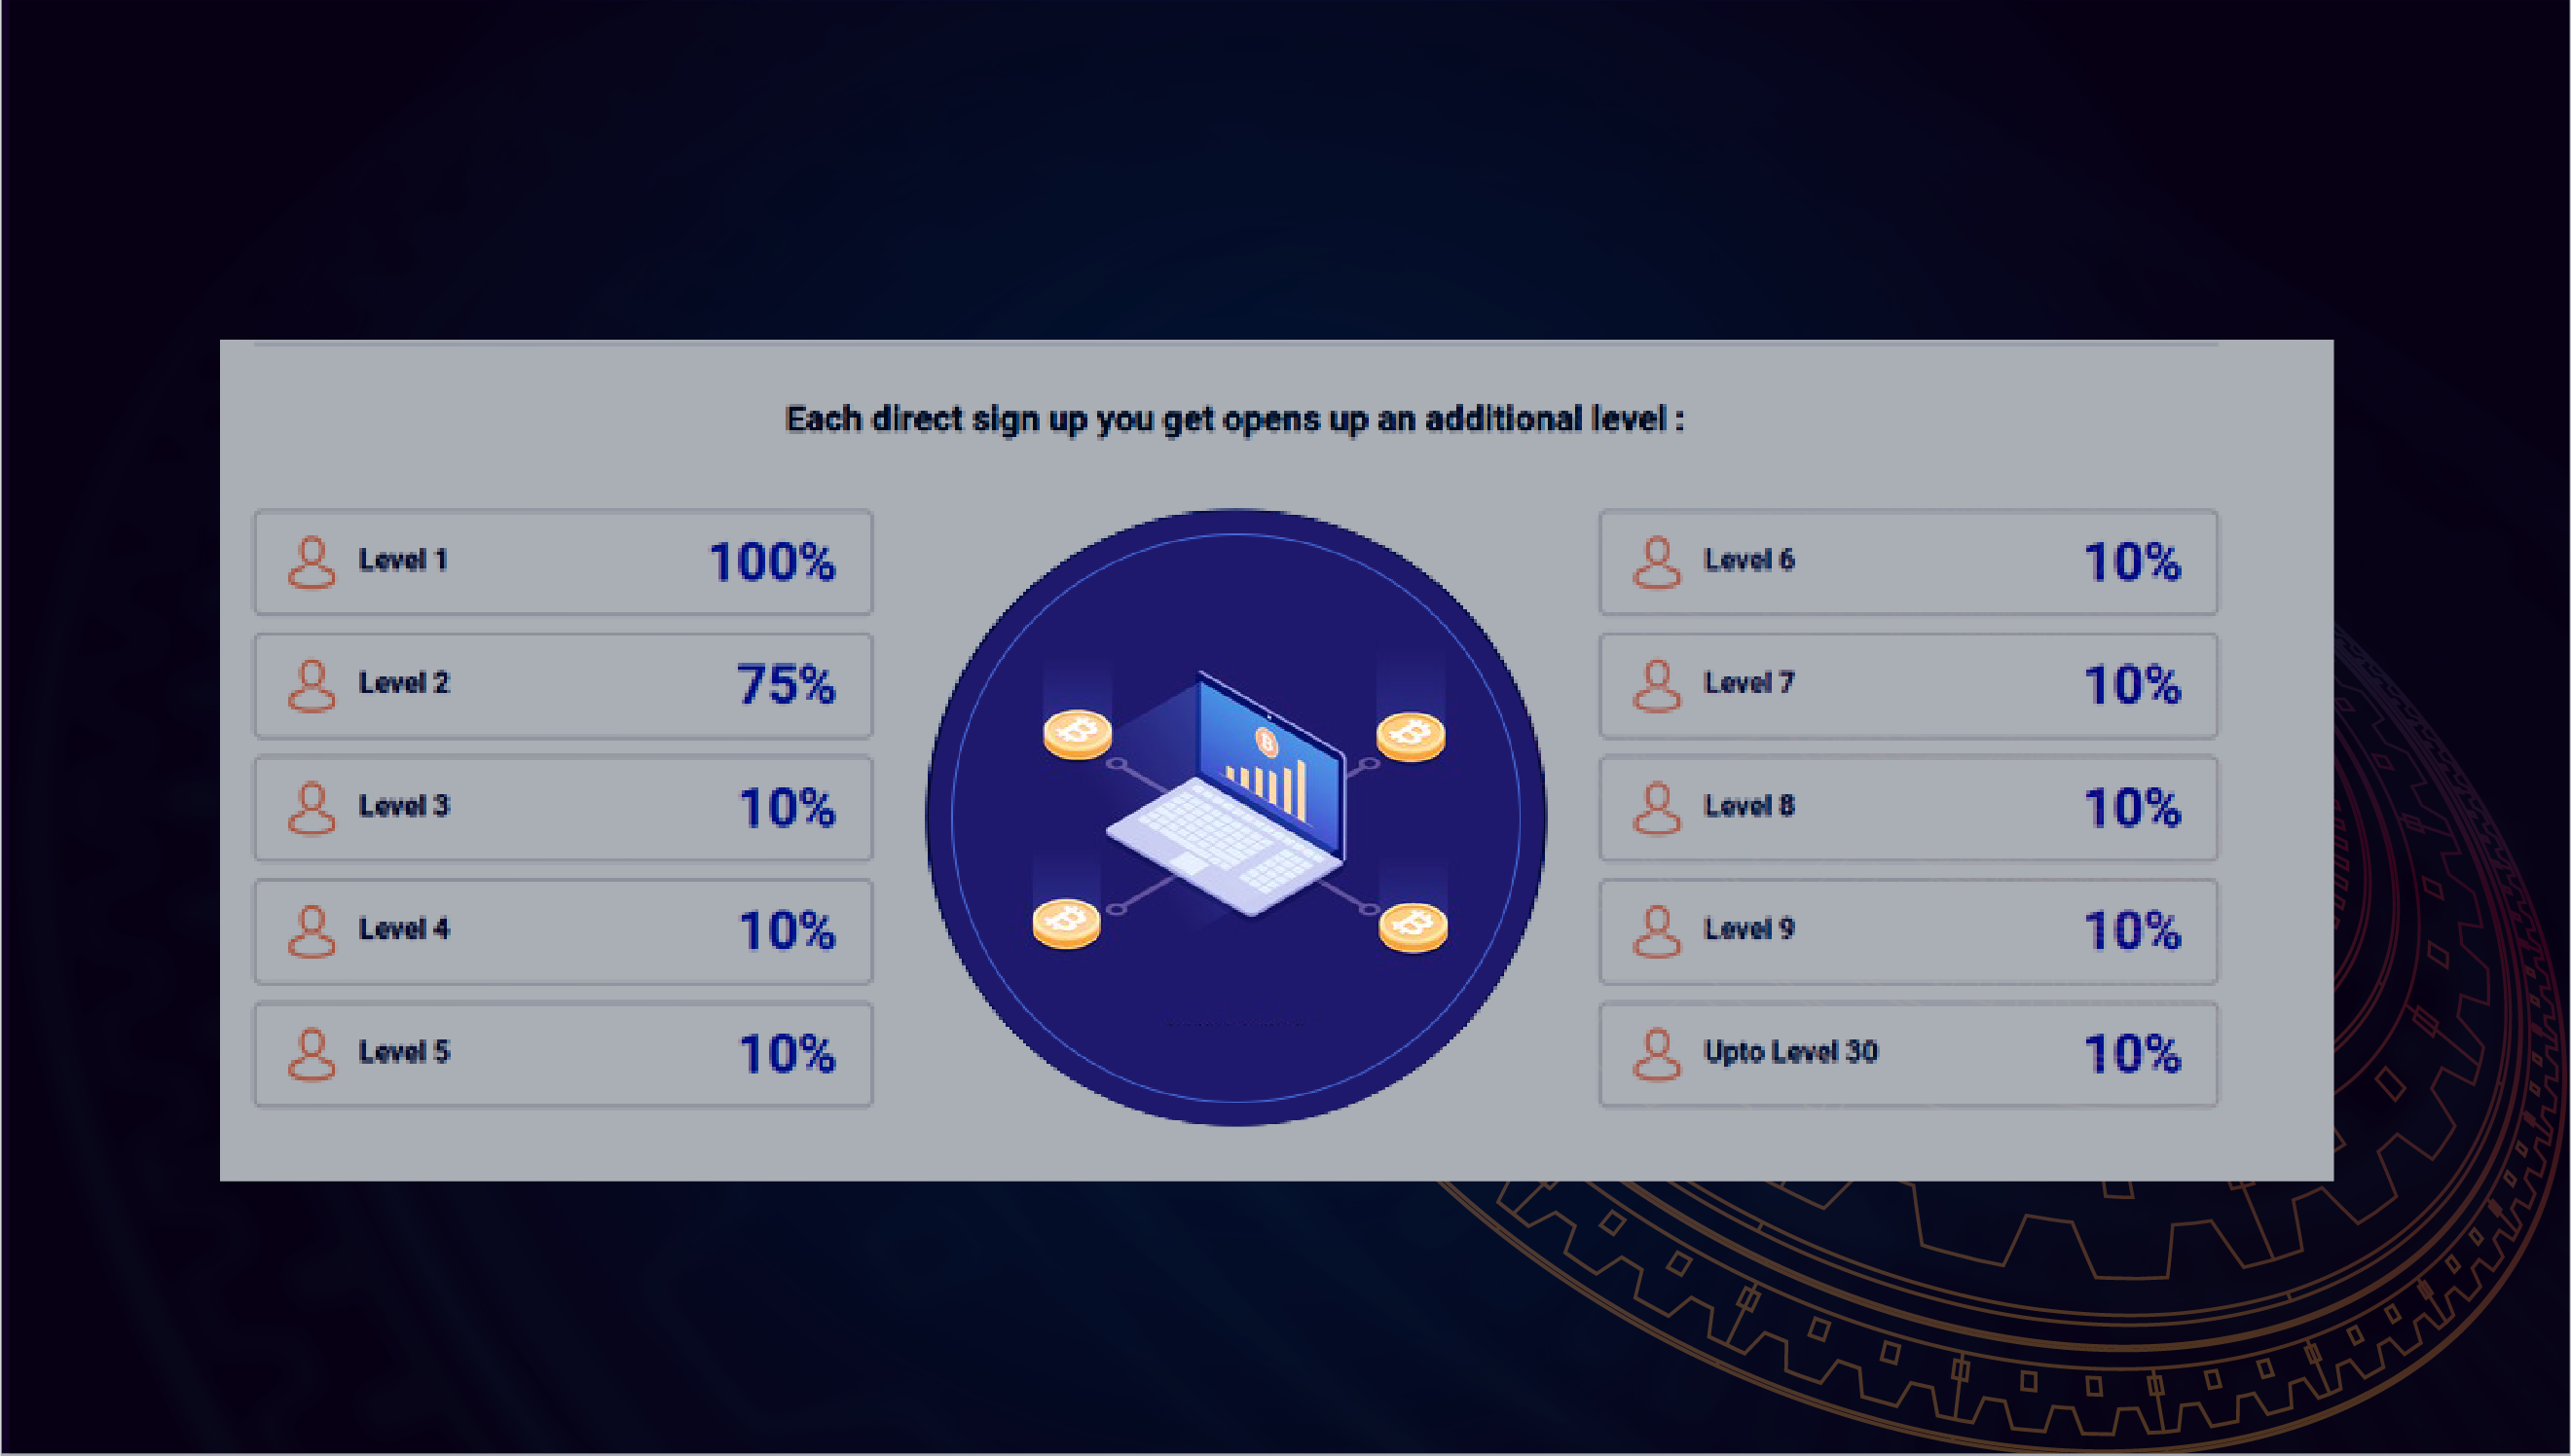 Each direct sign up you get opens up an additional level :
Level 1 100%
Level 2 75%
Level 3 10%
Level 4 10%
Level 5 10%
Level 6 10%
Level 7 10%
Level 8 10%
Level 9 10%
Upto Level 30 10%